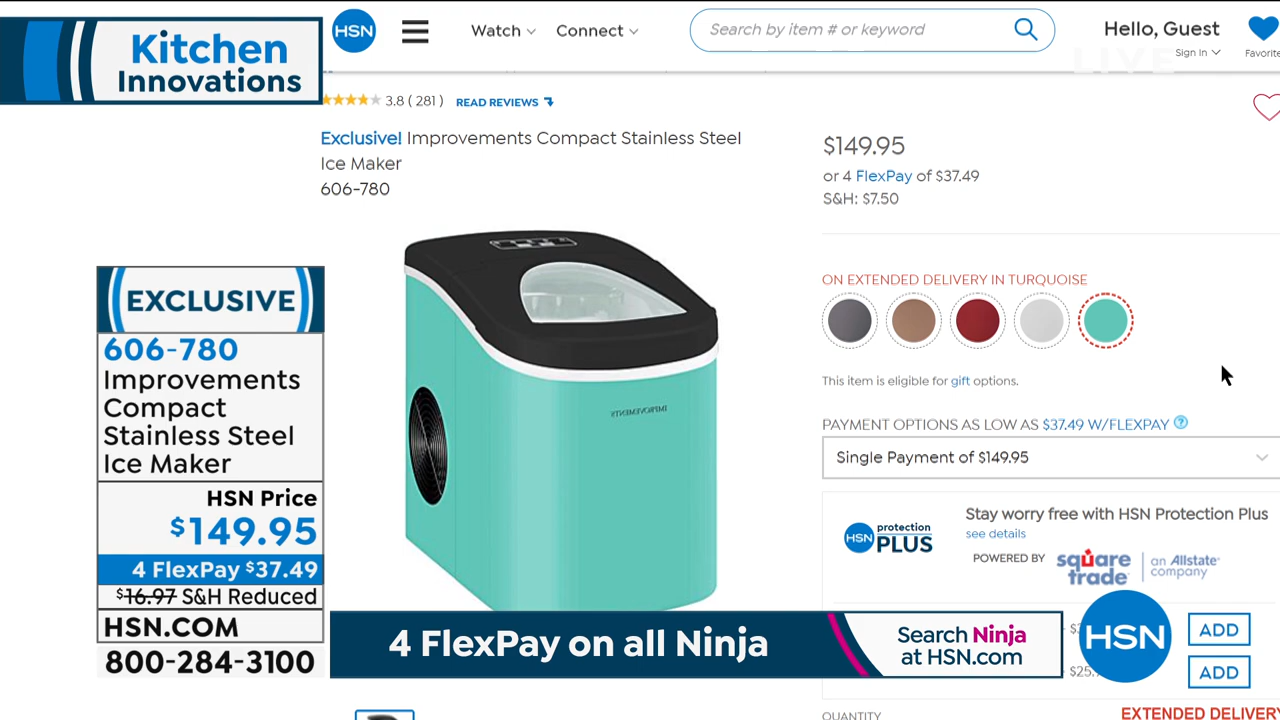 Kitchen
Innovations
HSN
Watch
Connect
Search by item # or keyword
Hello, Guest
Sign In
Favorite
LIVE
3.8 ( 281 )
READ REVIEWS
Exclusive! Improvements Compact Stainless Steel
Ice Maker
606-780
$149.95
or 4 FlexPay of $37.49
S&H: $7.50
ON EXTENDED DELIVERY IN TURQUOISE
This item is eligible for gift options.
PAYMENT OPTIONS AS LOW AS $37.49 W/FLEXPAY ?
Single Payment of $149.95
HSN protection PLUS
Stay worry free with HSN Protection Plus
see details
POWERED BY
square trade
an Allstate company
ADD
$25.
ADD
QUANTITY
EXTENDED DELIVERY
IMPROVEMENTS
EXCLUSIVE
606-780
Improvements
Compact
Stainless Steel
Ice Maker
HSN Price
$149.95
4 FlexPay $37.49
$16.97 S&H Reduced
HSN.COM
800-284-3100
4 FlexPay on all Ninja
Search Ninja
at HSN.com
HSN